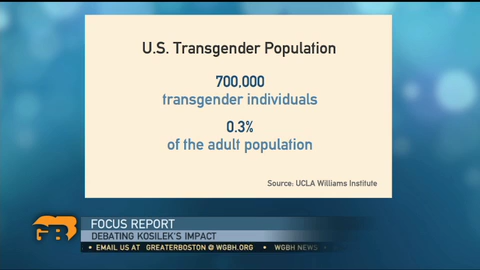 U.S. Transgender Population
700,000
transgender individuals
0.3%
of the adult population
Source: UCLA Williams Institute
GB
FOCUS REPORT
DEBATING KOSILEK'S IMPACT
• EMAIL US AT GREATERBOSTON @ WGBH.ORG • WGBH NEWS •